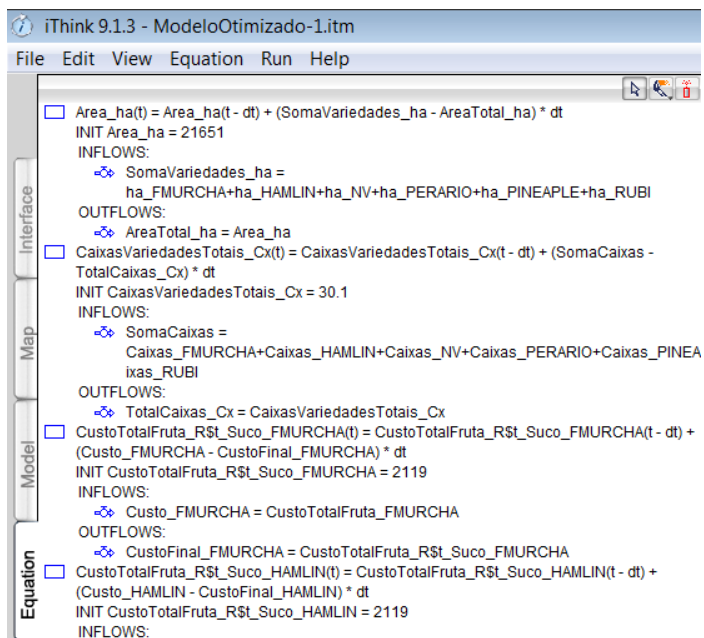 iThink 9.1.3 - ModeloOtimizado-1.itm
File Edit View Equation Run Help
Interface
Map
Model
Equation
Area_ha(t) = Area_ha(t - dt) + (SomaVariedades_ha - AreaTotal_ha) * dt
INIT Area_ha = 21651
INFLOWS:
SomaVariedades_ha =
ha_FMURCHA+ha_HAMLIN+ha_NV+ha_PERARIO+ha_PINEAPLE+ha_RUBI
OUTFLOWS:
AreaTotal_ha = Area_ha
CaixasVariedadesTotais_Cx(t) = CaixasVariedadesTotais_Cx(t - dt) + (SomaCaixas -
TotalCaixas_Cx) * dt
INIT CaixasVariedadesTotais_Cx = 30.1
INFLOWS:
SomaCaixas =
Caixas_FMURCHA+Caixas_HAMLIN+Caixas_NV+Caixas_PERARIO+Caixas_PINEA
ixas_RUBI
OUTFLOWS:
TotalCaixas_Cx = CaixasVariedadesTotais_Cx
CustoTotalFruta_R$t_Suco_FMURCHA(t) = CustoTotalFruta_R$t_Suco_FMURCHA(t - dt) +
(Custo_FMURCHA - CustoFinal_FMURCHA) * dt
INIT CustoTotalFruta_R$t_Suco_FMURCHA = 2119
INFLOWS:
Custo_FMURCHA = CustoTotalFruta_FMURCHA
OUTFLOWS:
CustoFinal_FMURCHA = CustoTotalFruta_R$t_Suco_FMURCHA
CustoTotalFruta_R$t_Suco_HAMLIN(t) = CustoTotalFruta_R$t_Suco_HAMLIN(t - dt) +
(Custo_HAMLIN - CustoFinal_HAMLIN) * dt
INIT CustoTotalFruta_R$t_Suco_HAMLIN = 2119
INFLOWS: